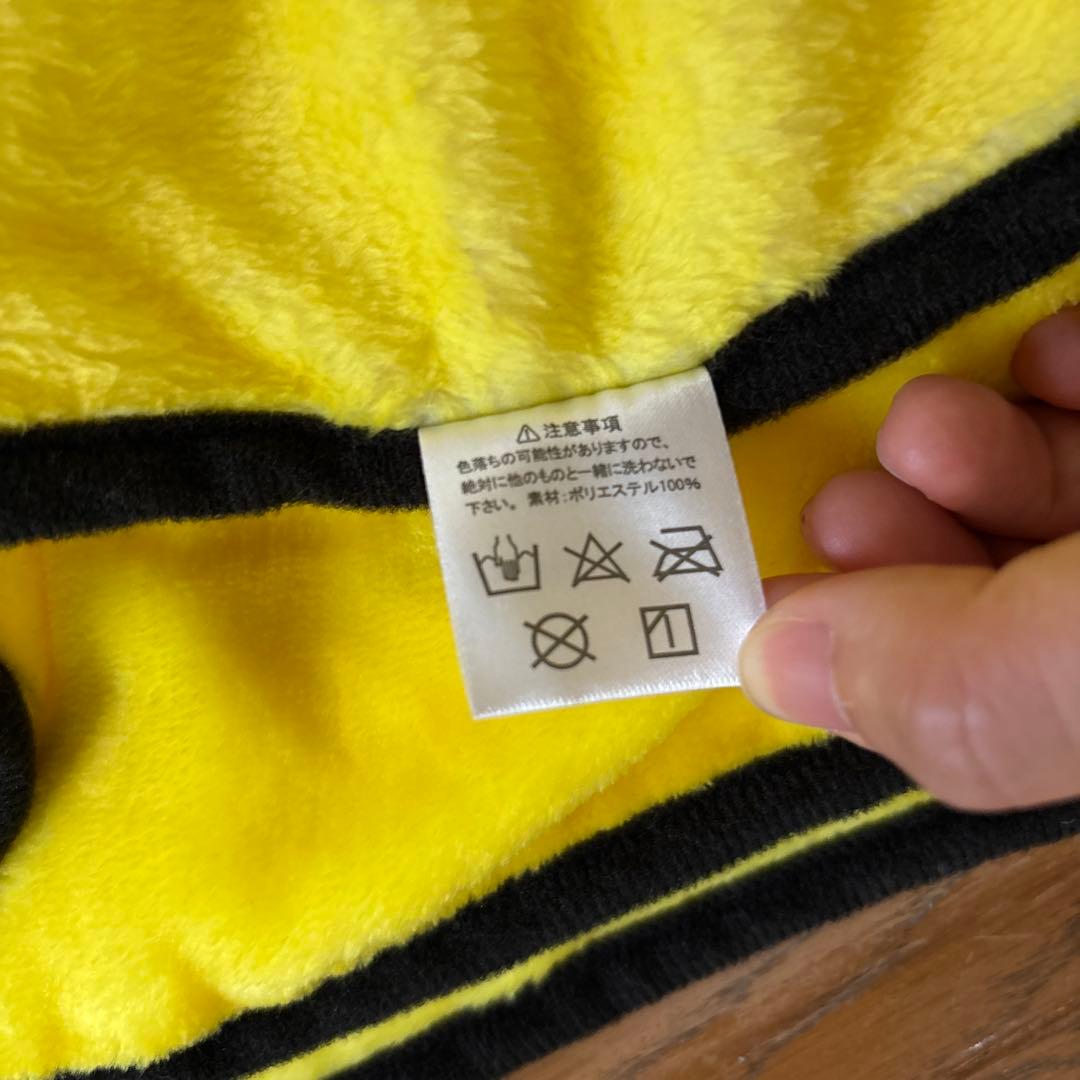 ⚠注意事項
色落ちの可能性がありますので、
絶対に他のものと一緒に洗わないで
下さい。 素材:ポリエステル100%